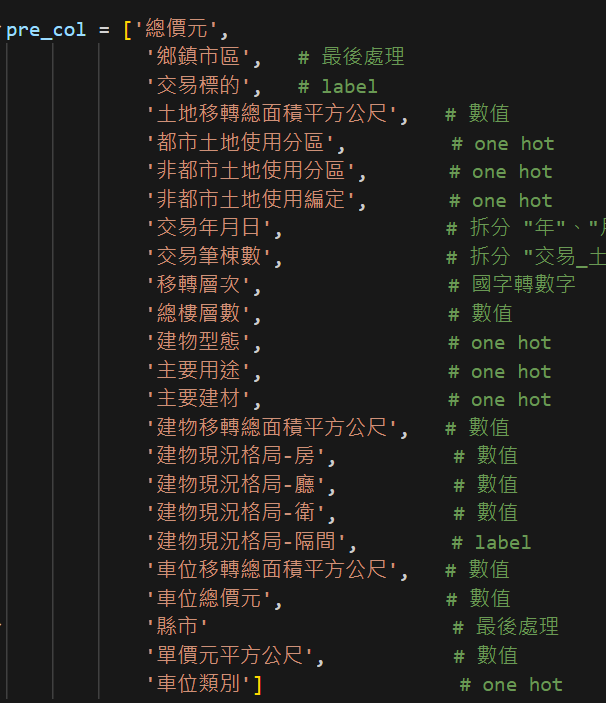 pre_col = ['總價元',
'鄉鎮市區', # 最後處理
'交易標的', # label
'土地移轉總面積平方公尺', # 數值
'都市土地使用分區', # one hot
'非都市土地使用分區', # one hot
'非都市土地使用編定', # one hot
'交易年月日', # 拆分 "年"、"
'交易筆棟數', # 拆分 "交易_土
'移轉層次', # 國字轉數字
'總樓層數', # 數值
'建物型態', # one hot
'主要用途', # one hot
'主要建材', # one hot
'建物移轉總面積平方公尺', # 數值
'建物現況格局-房', # 數值
'建物現況格局-廳', # 數值
'建物現況格局-衛', # 數值
'建物現況格局-隔間', # label
'車位移轉總面積平方公尺', # 數值
'車位總價元', # 數值
'縣市' # 最後處理
'單價元平方公尺', # 數值
'車位類別'] # one hot